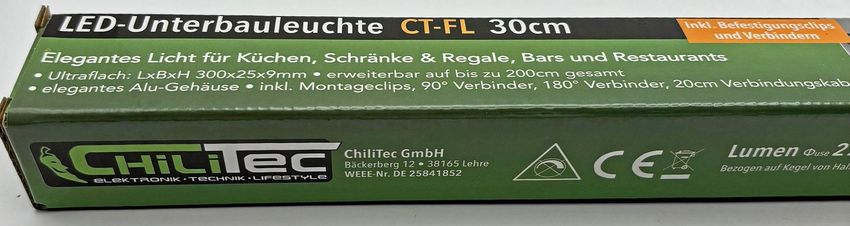 LED-Unterbauleuchte CT-FL 30cm
Inkl. Befestigungsclips
und Verbindern
Elegantes Licht für Küchen, Schränke & Regale, Bars und Restaurants
• Ultraflach: LxBxH 300x25x9mm • erweiterbar auf bis zu 200cm gesamt
• elegantes Alu-Gehäuse • inkl. Montageclips, 90° Verbinder, 180° Verbinder, 20cm Verbindungskab
CHiLiTEC
ELEKTRONIK • TECHNIK • LIFESTYLE
ChiliTec GmbH
Bäckerberg 12 • 38165 Lehre
WEEE-Nr. DE 25841852
CE
Lumen Φuse 2
Bezogen auf Kegel von Hal